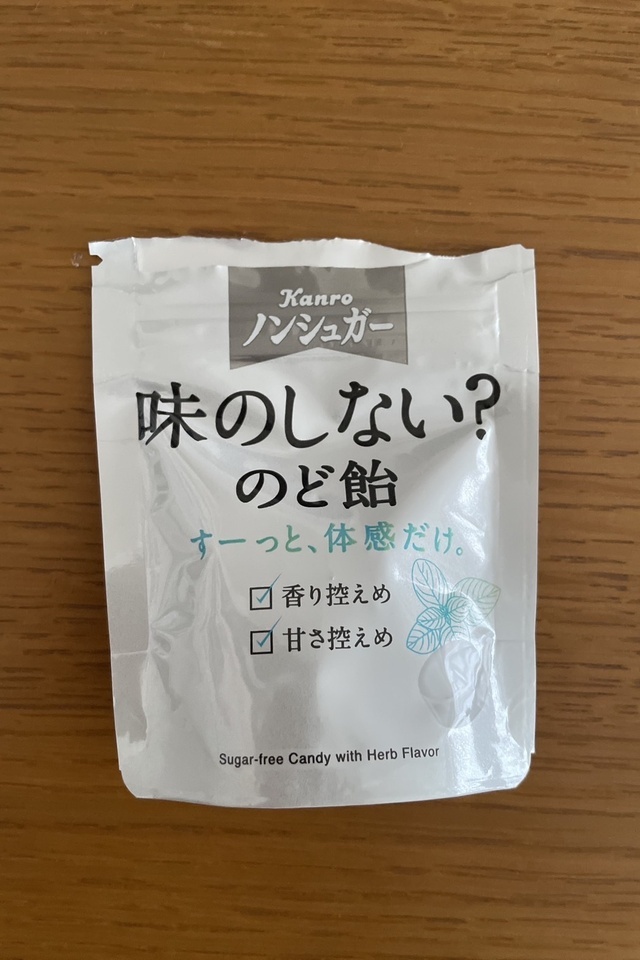 Kanro
ノンシュガー
味のしない?
のど飴
すーっと、体感だけ。
香り控えめ
甘さ控えめ
Sugar-free Candy with Herb Flavor